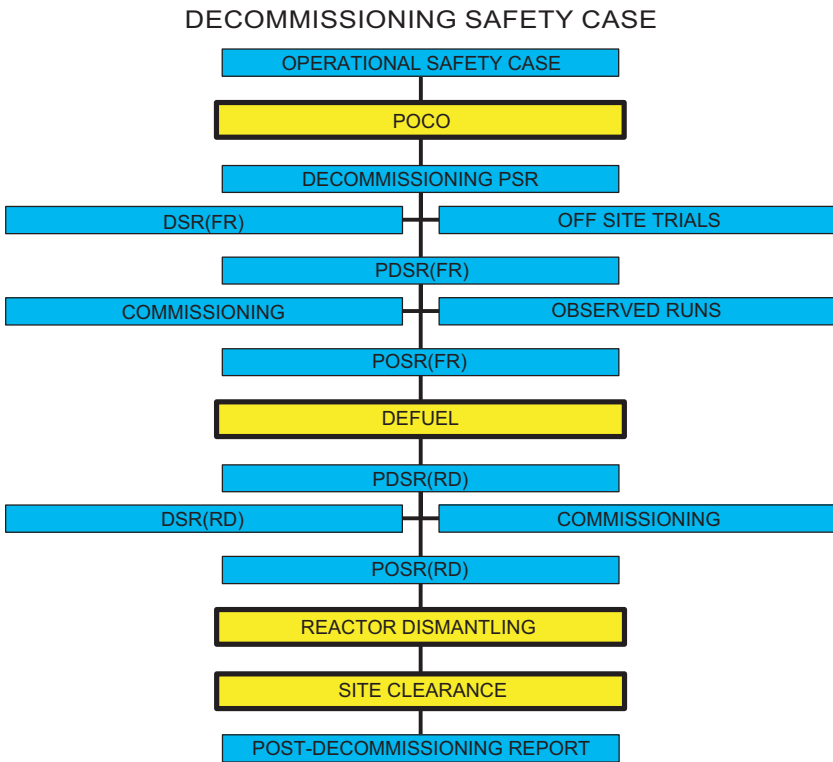 DECOMMISSIONING SAFETY CASE
OPERATIONAL SAFETY CASE
POCO
DECOMMISSIONING PSR
DSR(FR)
OFF SITE TRIALS
PDSR(FR)
COMMISSIONING
OBSERVED RUNS
POSR(FR)
DEFUEL
PDSR(RD)
DSR(RD)
COMMISSIONING
POSR(RD)
REACTOR DISMANTLING
SITE CLEARANCE
POST-DECOMMISSIONING REPORT